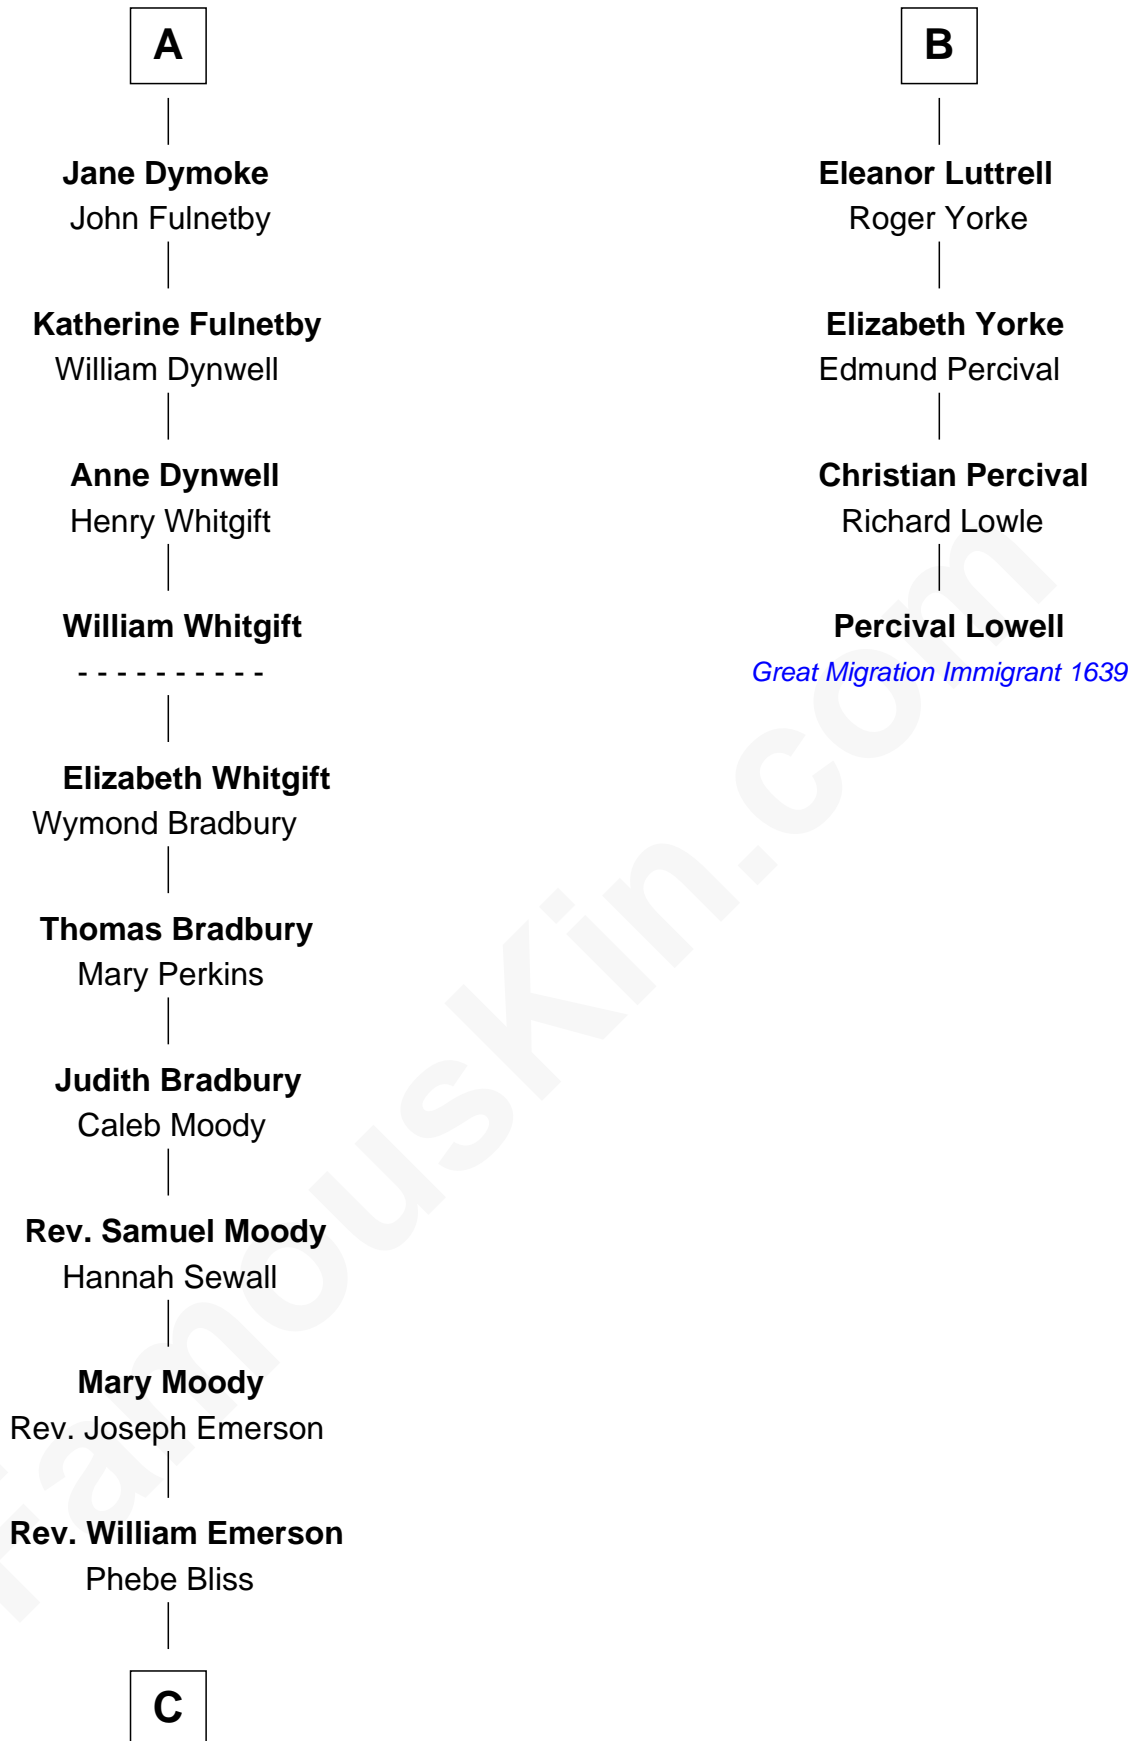 A
Jane Dymoke
John Fulnetby
Katherine Fulnetby
William Dynwell
Anne Dynwell
Henry Whitgift
William Whitgift
- - - - - - - - - -
Elizabeth Whitgift
Wymond Bradbury
Thomas Bradbury
Mary Perkins
Judith Bradbury
Caleb Moody
Rev. Samuel Moody
Hannah Sewall
Mary Moody
Rev. Joseph Emerson
Rev. William Emerson
Phebe Bliss
C
B
Eleanor Luttrell
Roger Yorke
Elizabeth Yorke
Edmund Percival
Christian Percival
Richard Lowle
Percival Lowell
Great Migration Immigrant 1639
FamousKin.com